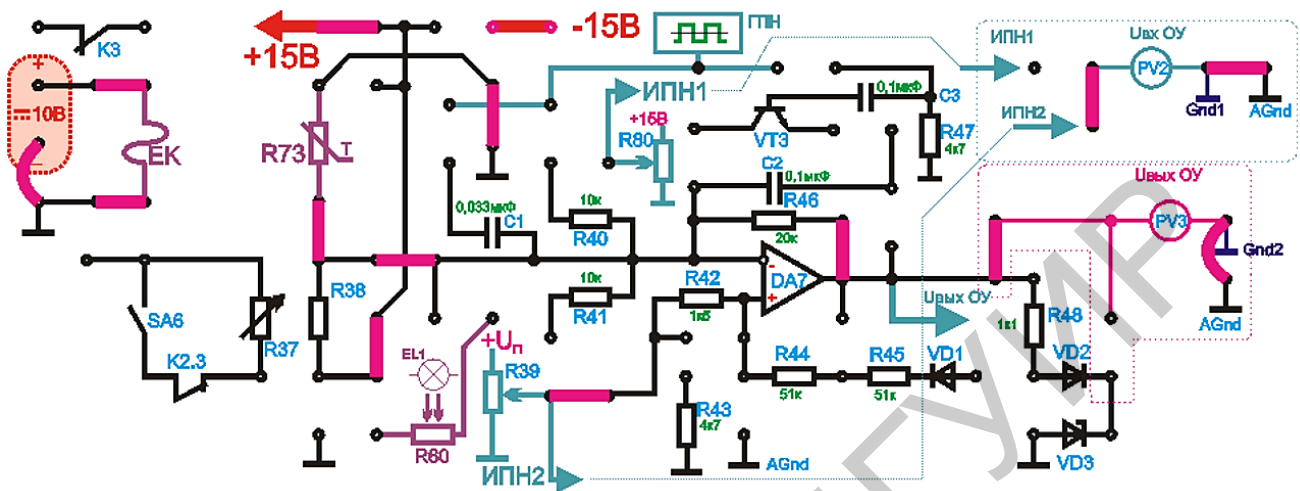 К3
+15В
-15В
ГПН
ИПН1
Uвх ОУ
PV2
ИПН1
ИПН2
Gnd1
AGnd
+
=10В
−
ЕК
R73
T
+15В
R80
0,1мкФ
C3
VT3
R47
4к7
C2
0,1мкФ
R46
20к
0,033мкФ
C1
10к
R40
10к
R41
Uвых ОУ
PV3
Gnd2
AGnd
SA6
К2.3
R37
R38
R42
1к5
-
+
DA7
Uвых ОУ
R48
1к1
EL1
+Uп
R39
R60
R44
51к
R45
51к
VD1
VD2
VD3
R43
4к7
AGnd
ИПН2
ГУИР